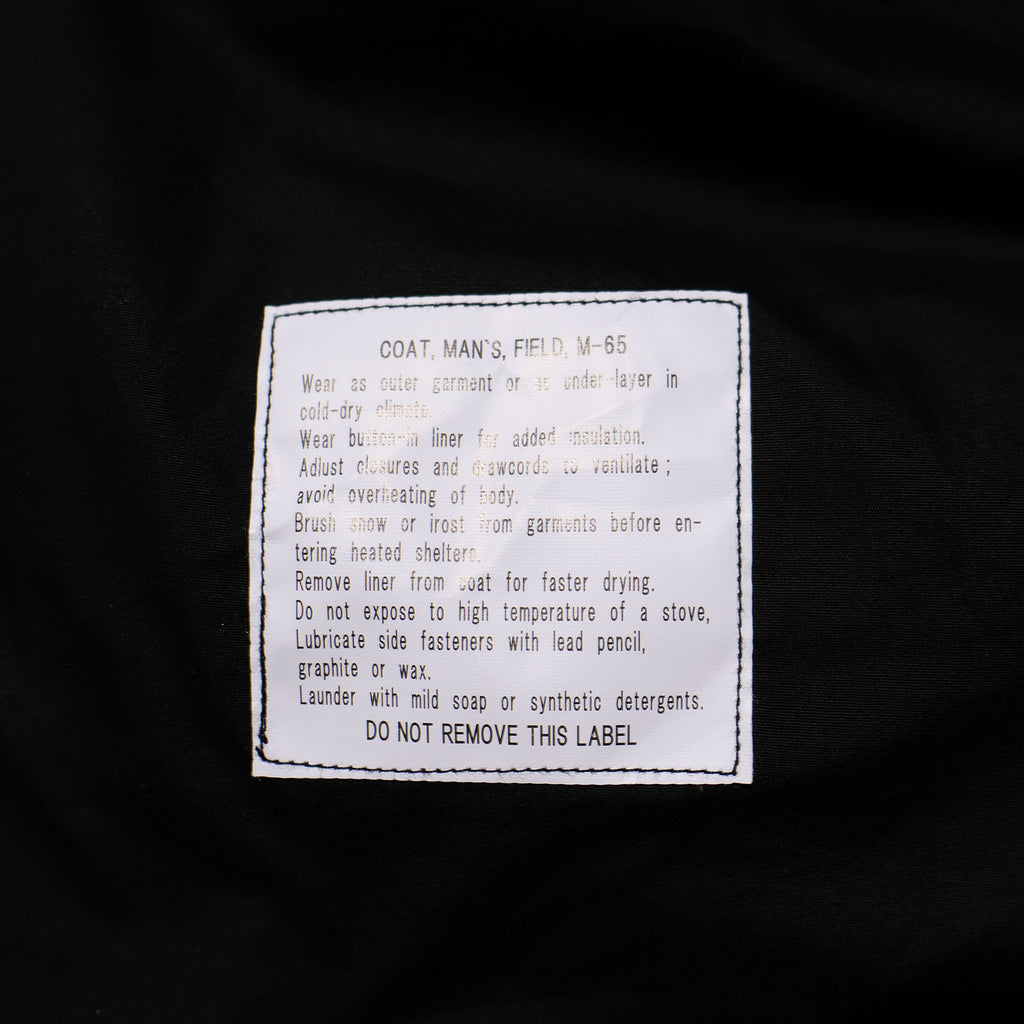 COAT, MAN`S, FIELD, M-65
Wear as outer garment or as under-layer in
cold-dry climate.
Wear button-in liner for added insulation.
Adlust closures and drawcords to ventilate ;
avoid overheating of body.
Brush snow or irost from garments before en-
tering heated shelters.
Remove liner from coat for faster drying.
Do not expose to high temperature of a stove,
Lubricate side fasteners with lead pencil,
graphite or wax.
Launder with mild soap or synthetic detergents.
DO NOT REMOVE THIS LABEL